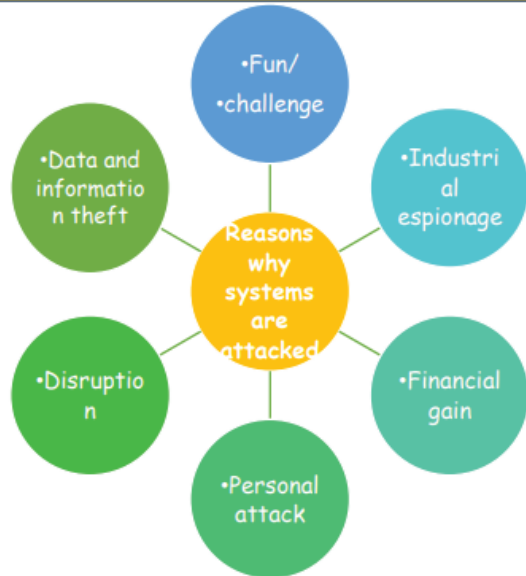 •Fun/
•challenge
•Industri
al
espionage
•Financial
gain
•Personal
attack
•Disruptio
n
•Data and
informatio
n theft
Reasons
why
systems
are
attacked